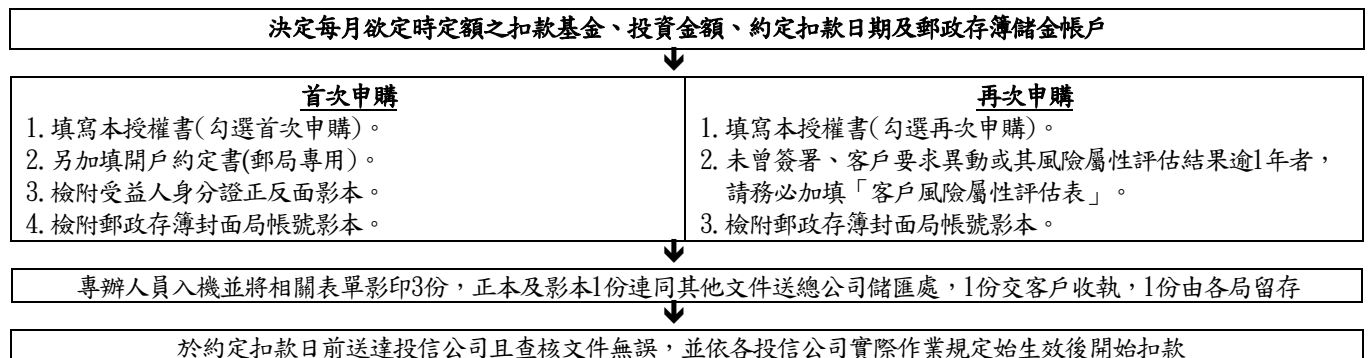 決定每月欲定時定額之扣款基金、投資金額、約定扣款日期及郵政存簿儲金帳戶
首次申購
1. 填寫本授權書(勾選首次申購)。
2. 另加填開戶約定書(郵局專用)。
3. 檢附受益人身分證正反面影本。
4. 檢附郵政存簿封面局帳號影本。
再次申購
1. 填寫本授權書(勾選再次申購)。
2. 未曾簽署、客戶要求異動或其風險屬性評估結果逾1年者，
請務必加填「客戶風險屬性評估表」。
3. 檢附郵政存簿封面局帳號影本。
專辦人員入機並將相關表單影印3份，正本及影本1份連同其他文件送總公司儲匯處，1份交客戶收執，1份由各局留存
於約定扣款日前送達投信公司且查核文件無誤，並依各投信公司實際作業規定始生效後開始扣款